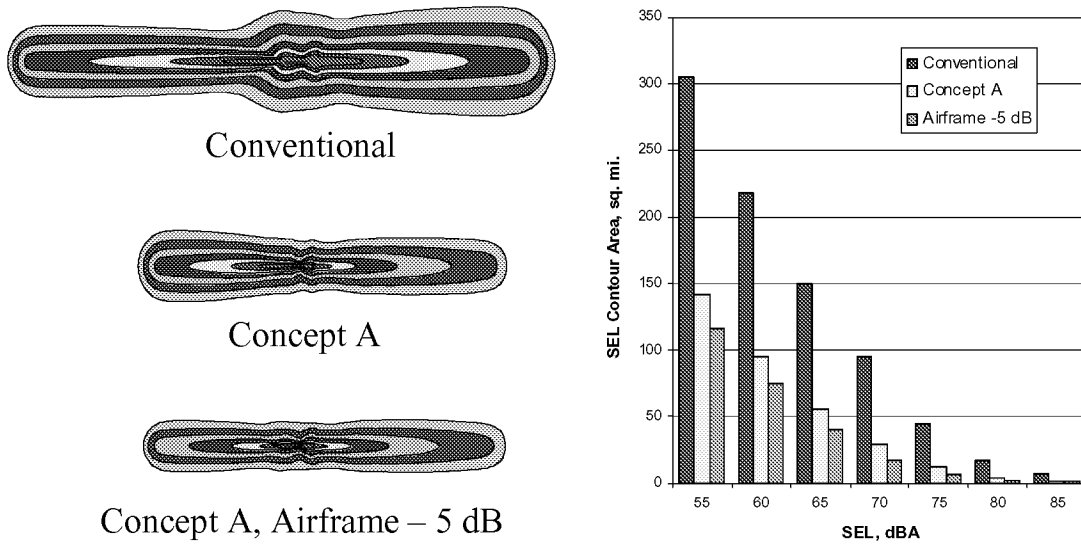 Conventional
Concept A
Concept A, Airframe – 5 dB
350
300
250
200
150
100
50
0
SEL Contour Area, sq. mi.
Conventional
Concept A
Airframe -5 dB
55 60 65 70 75 80 85
SEL, dBA